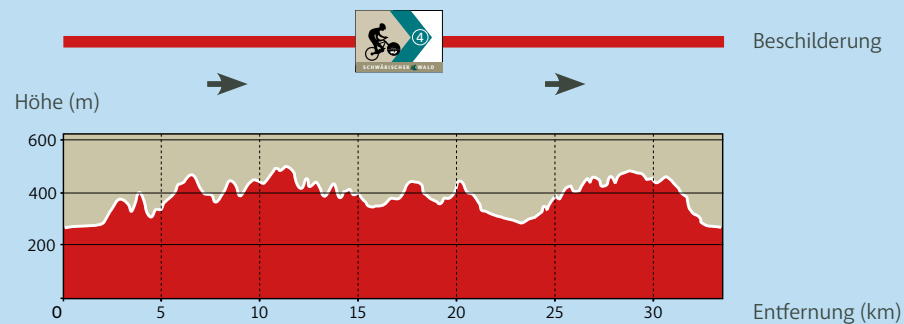 4
Beschilderung
SCHWÄBISCHER WALD
Höhe (m)
600
400
200
0 5 10 15 20 25 30 Entfernung (km)